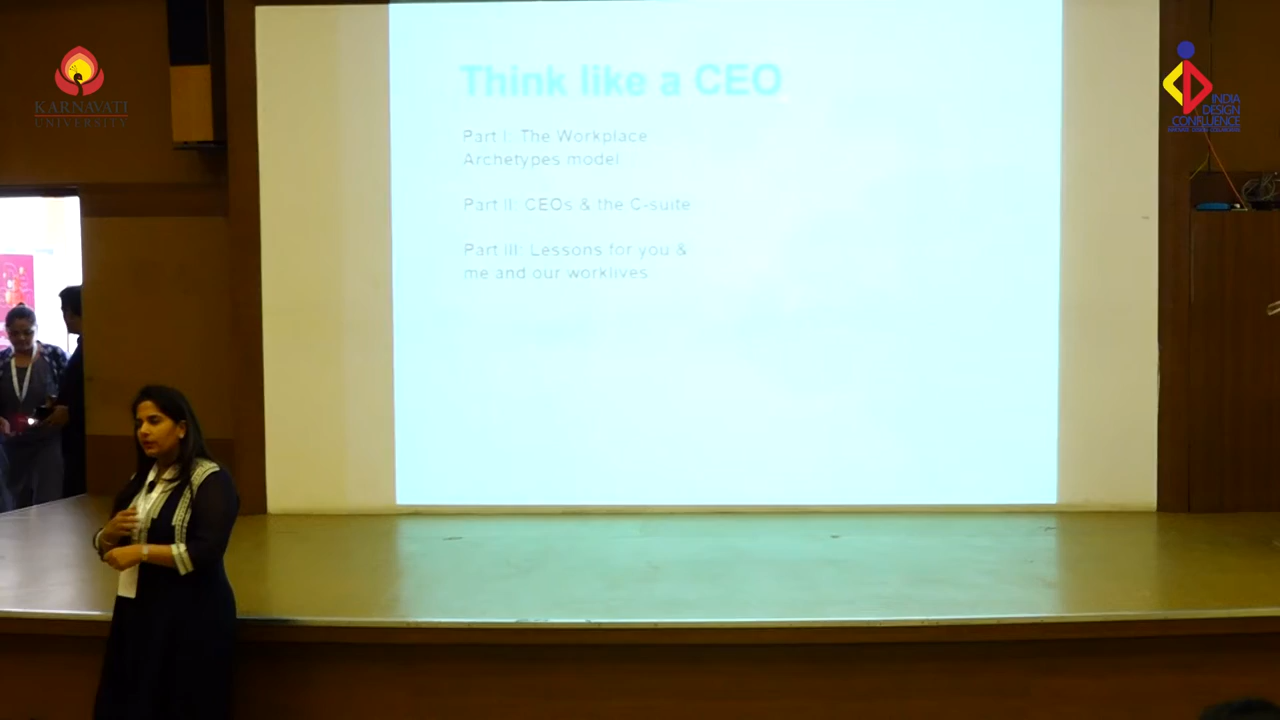 KARNAVATI
UNIVERSITY
INDIA
DESIGN
CONFLUENCE
Think like a CEO
Part I: The Workplace
Archetypes model
Part II: CEOs & the C-suite
Part III: Lessons for you &
me and our worklives